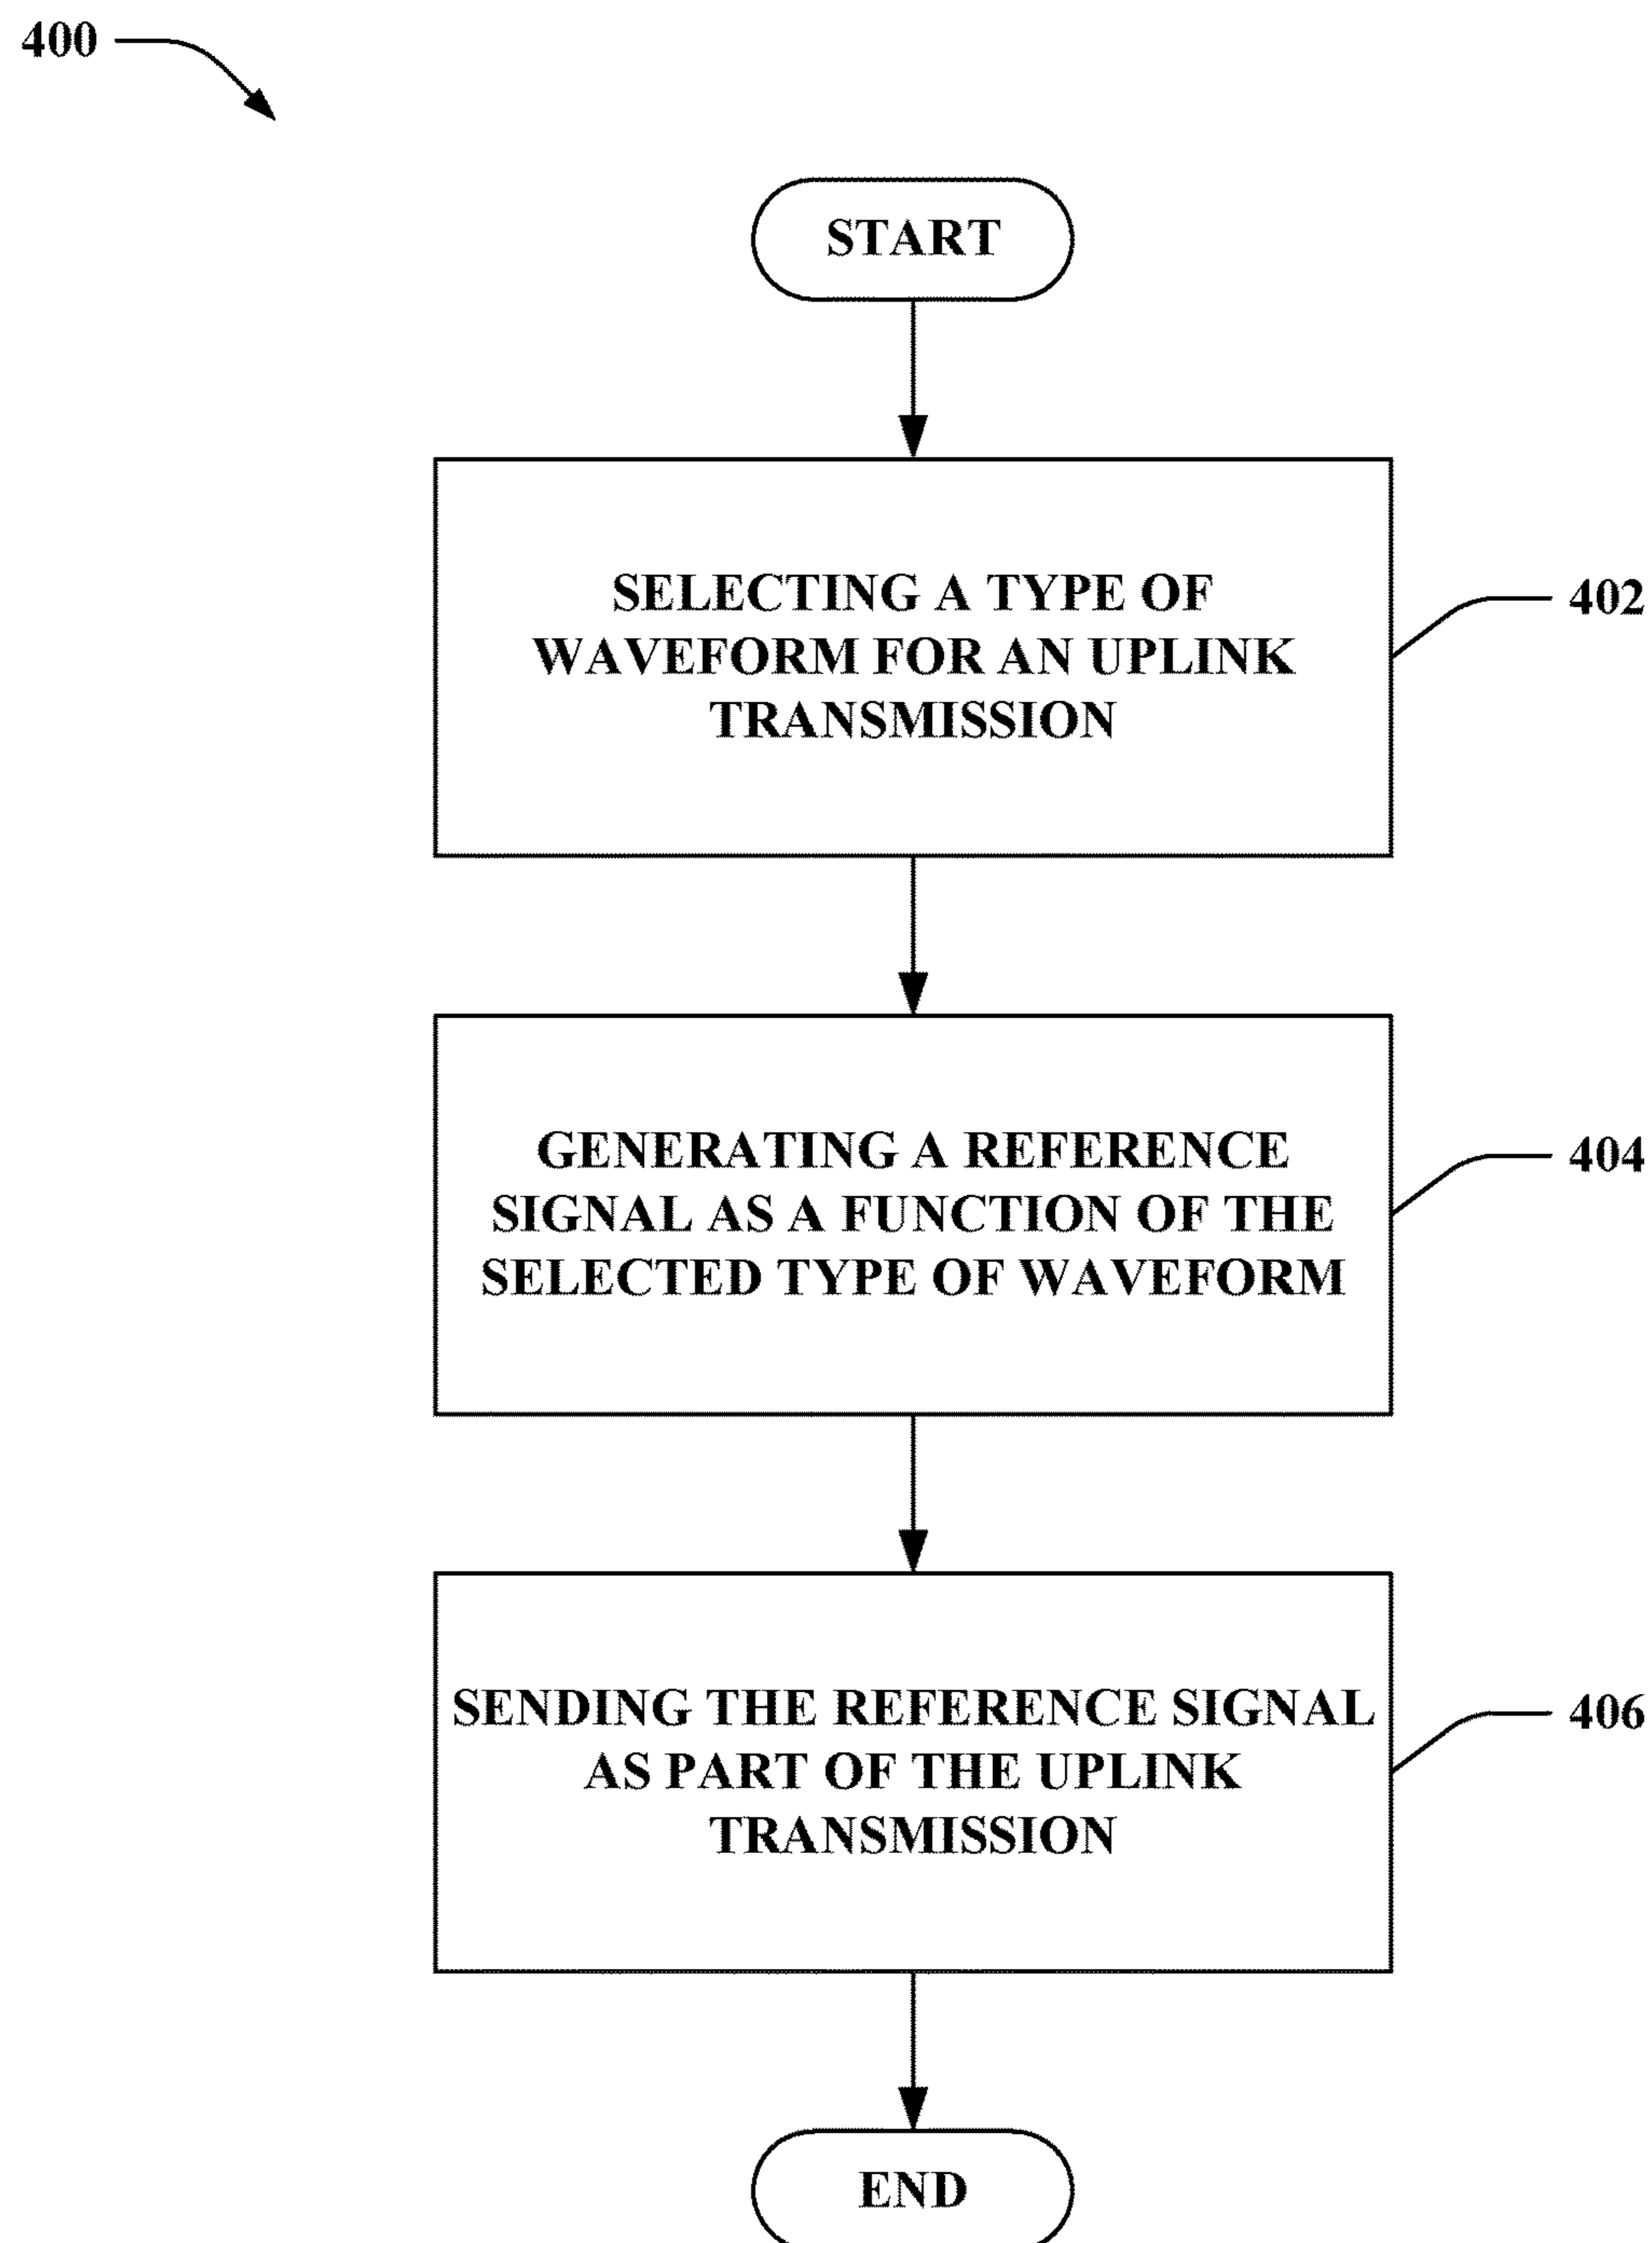 400
START
SELECTING A TYPE OF
WAVEFORM FOR AN UPLINK
TRANSMISSION
402
GENERATING A REFERENCE
SIGNAL AS A FUNCTION OF THE
SELECTED TYPE OF WAVEFORM
404
SENDING THE REFERENCE SIGNAL
AS PART OF THE UPLINK
TRANSMISSION
406
END